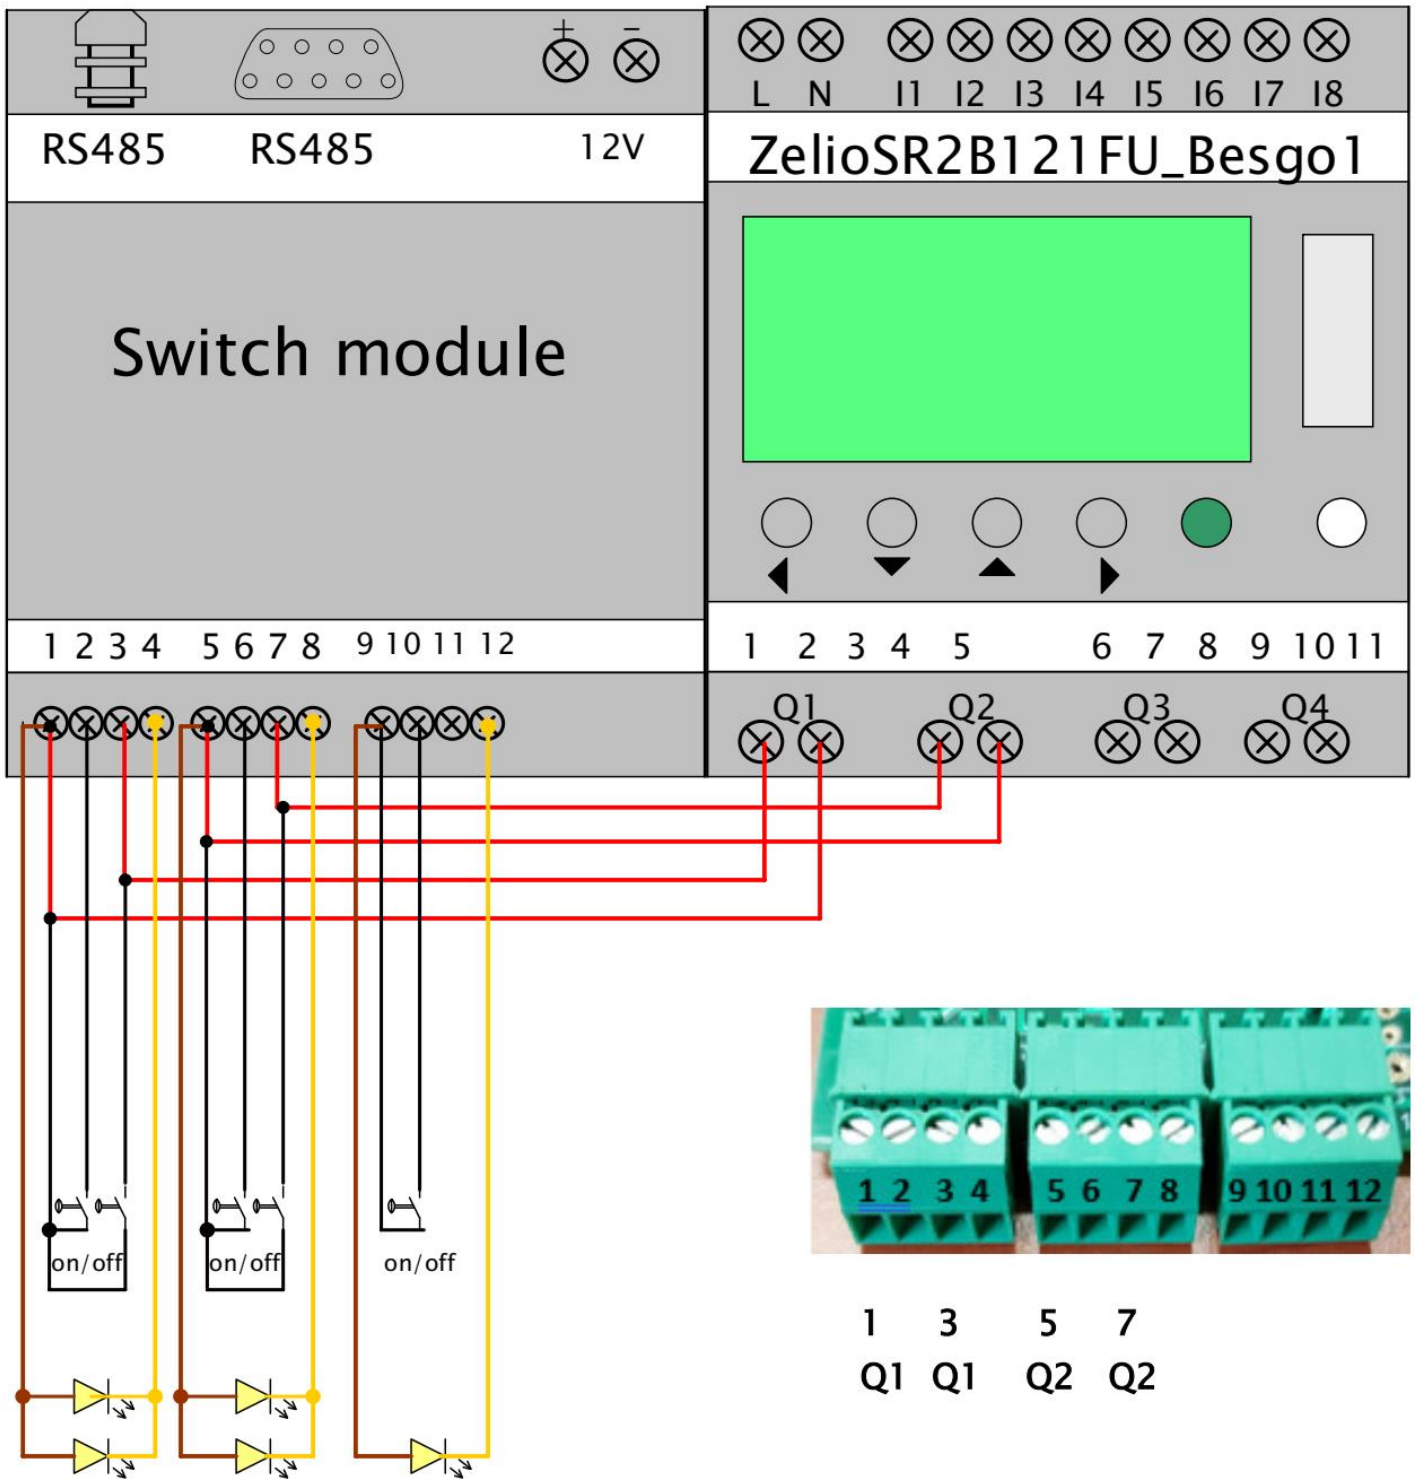 + -
RS485 RS485 12V
L N I1 I2 I3 I4 I5 I6 I7 I8
ZelioSR2B121FU_Besgo1
Switch module
1 2 3 4 5 6 7 8 9 10 11 12
1 2 3 4 5 6 7 8 9 10 11
Q1 Q2 Q3 Q4
on/off on/off on/off
1 2 3 4 5 6 7 8 9 10 11 12
1 3 5 7
Q1 Q1 Q2 Q2